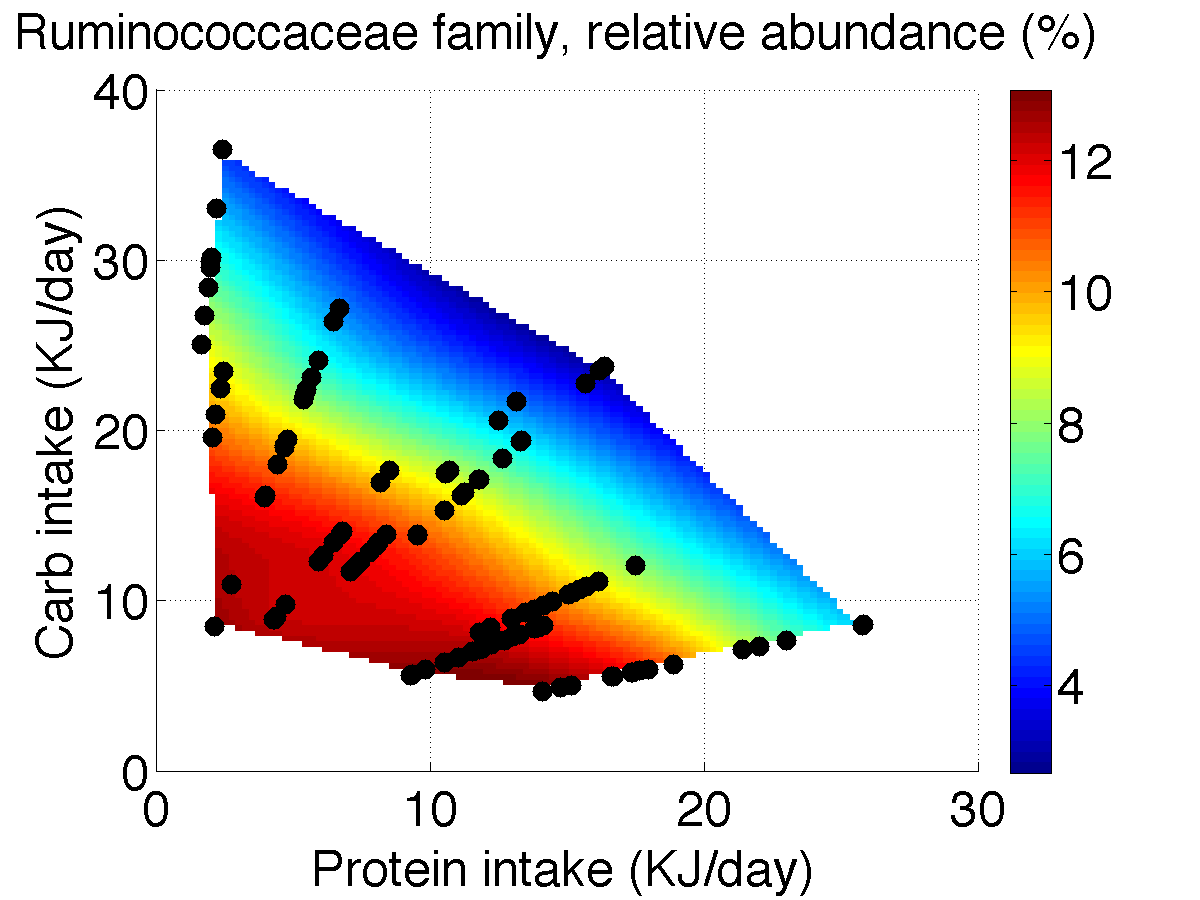 Ruminococcaceae family, relative abundance (%)
40
30
20
10
0
0 10 20 30
Carb intake (KJ/day)
Protein intake (KJ/day)
12
10
8
6
4